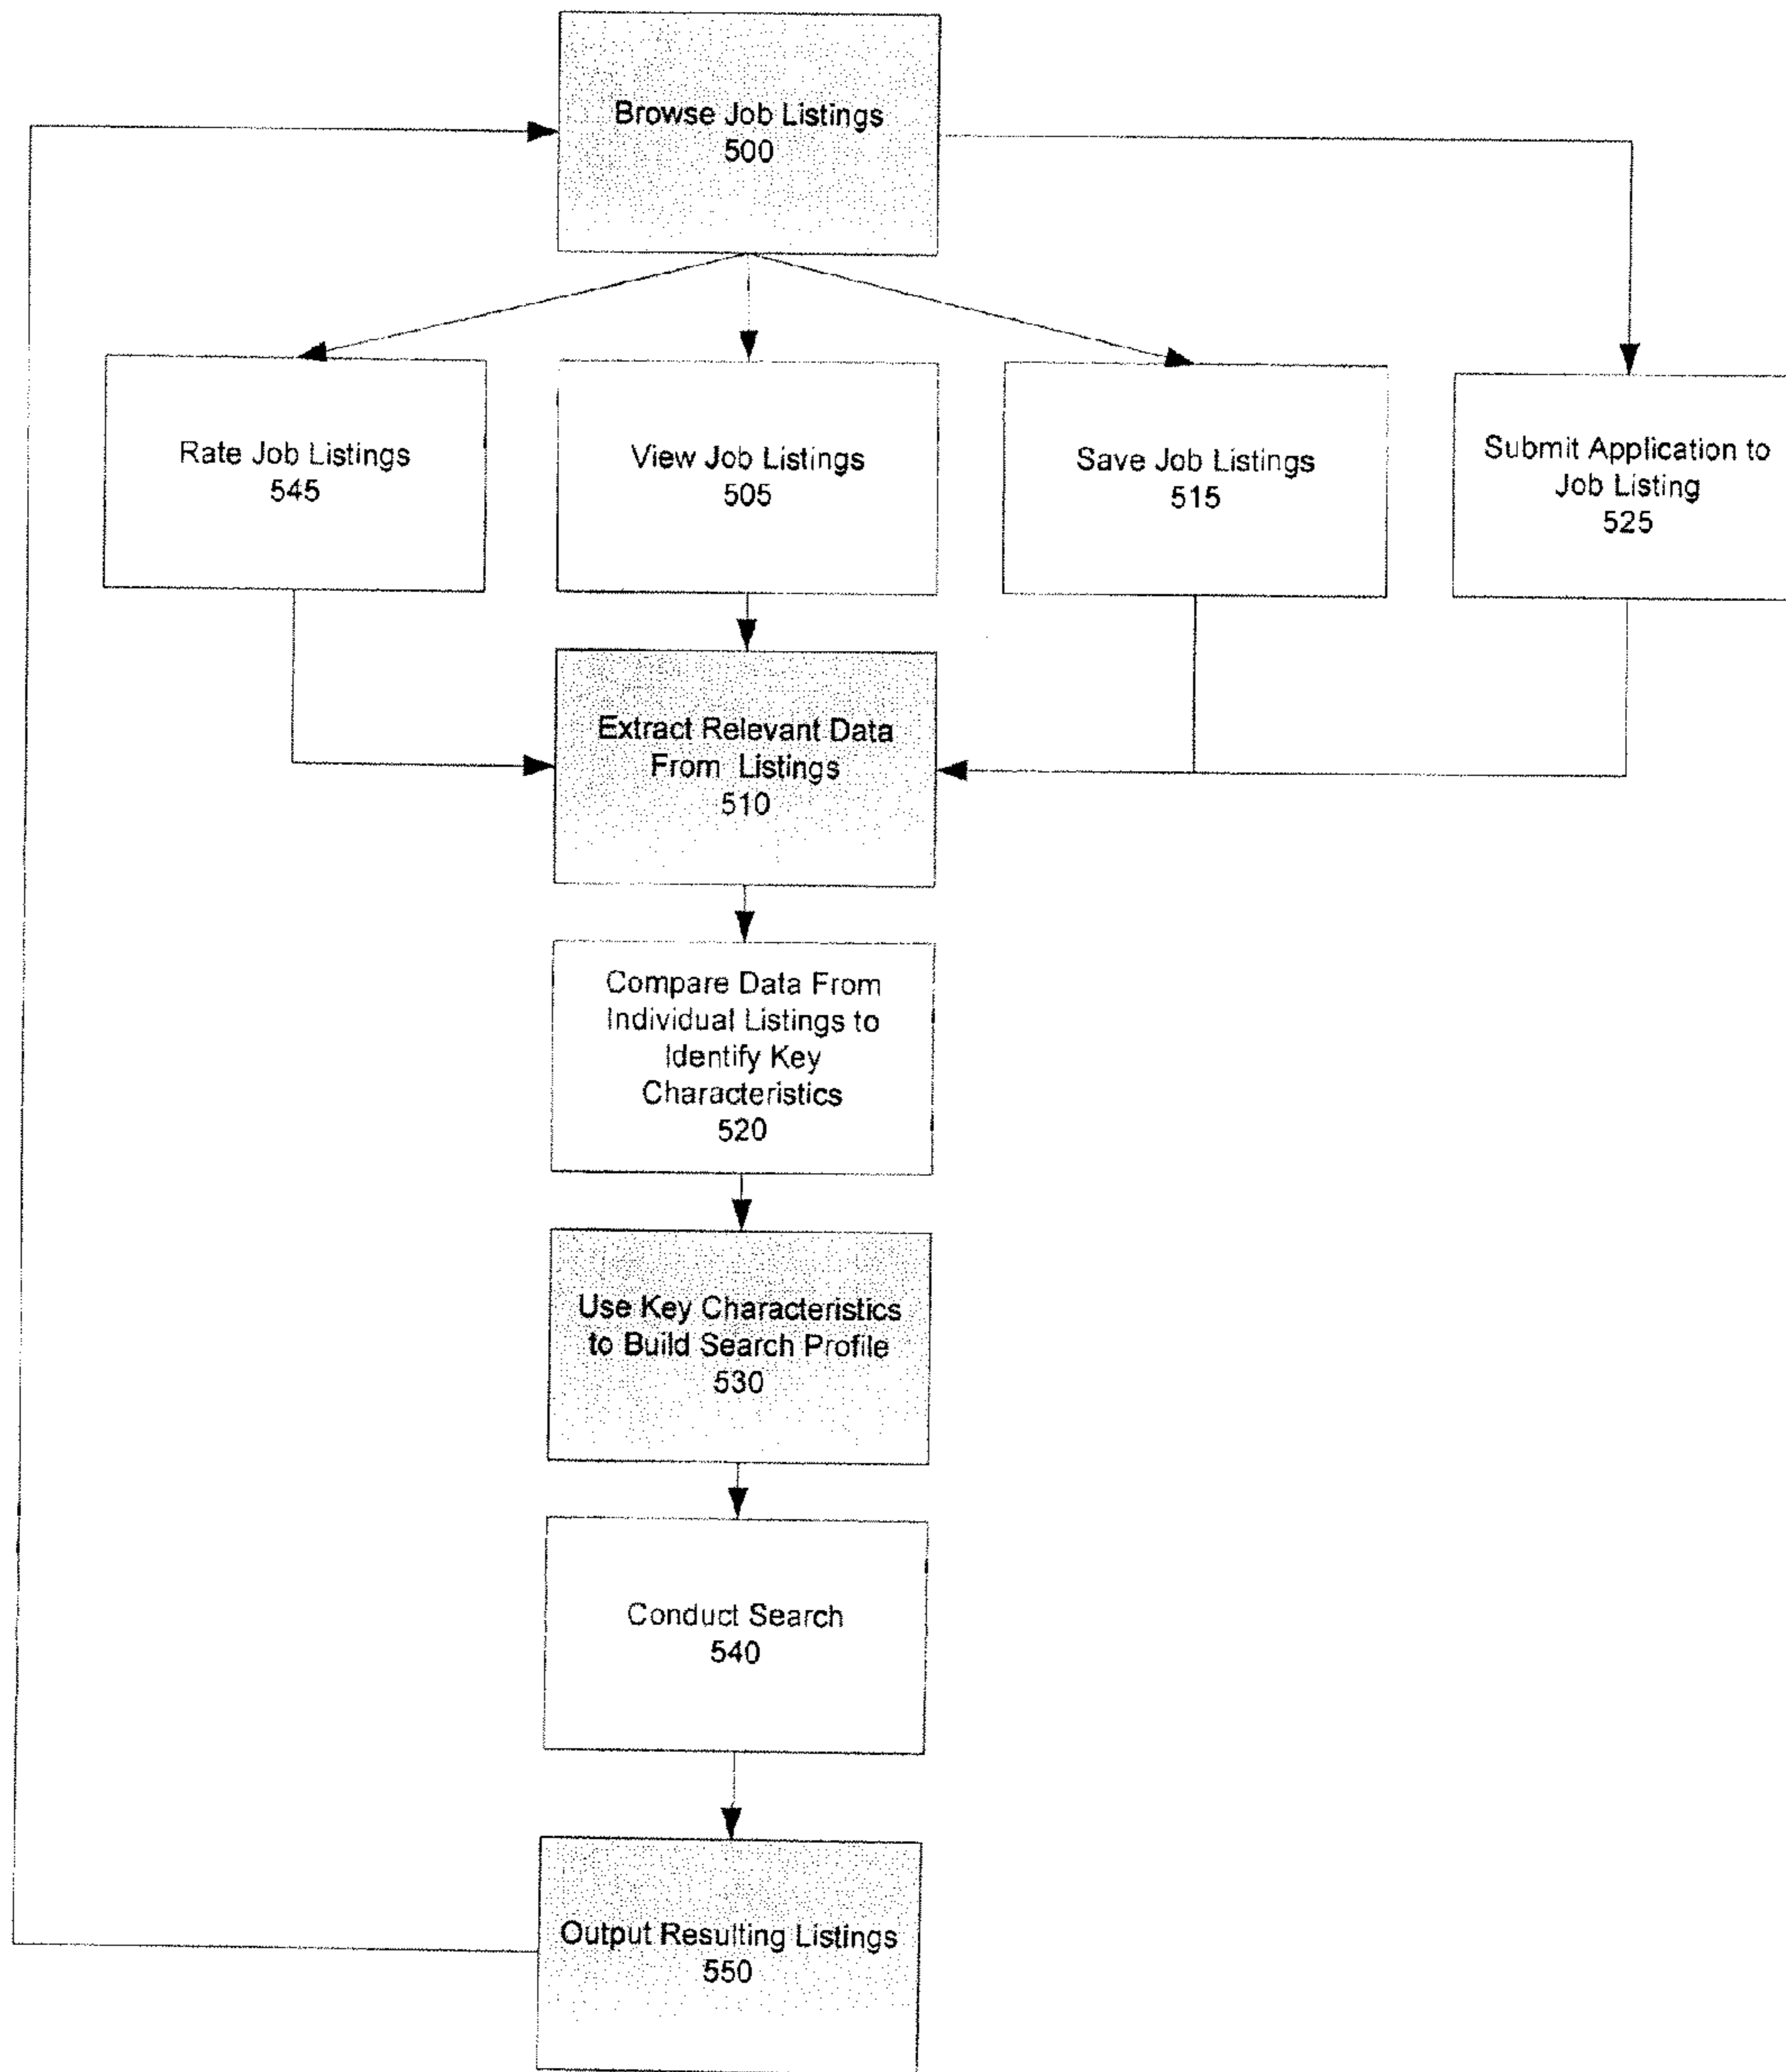 Browse Job Listings
500
Rate Job Listings
545
View Job Listings
505
Save Job Listings
515
Submit Application to
Job Listing
525
Extract Relevant Data
From Listings
510
Compare Data From
Individual Listings to
Identify Key
Characteristics
520
Use Key Characteristics
to Build Search Profile
530
Conduct Search
540
Output Resulting Listings
550